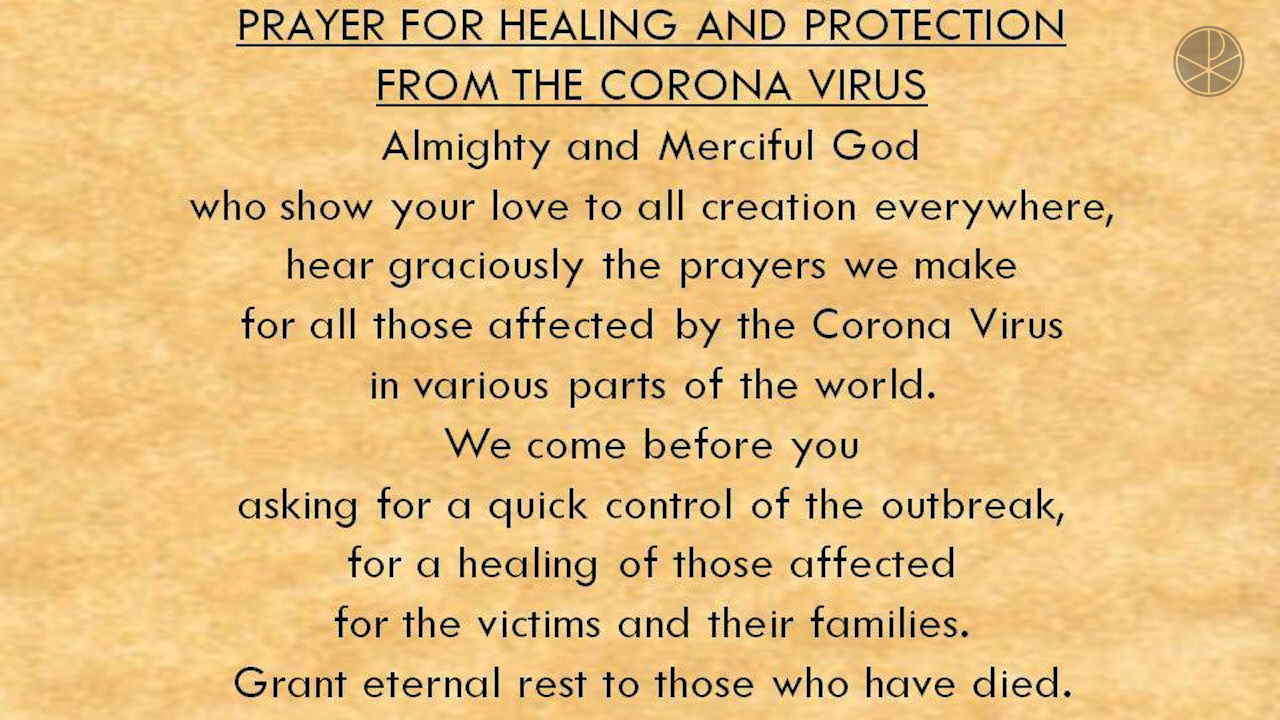 PRAYER FOR HEALING AND PROTECTION
FROM THE CORONA VIRUS
Almighty and Merciful God
who show your love to all creation everywhere,
hear graciously the prayers we make
for all those affected by the Corona Virus
in various parts of the world.
We come before you
asking for a quick control of the outbreak,
for a healing of those affected
for the victims and their families.
Grant eternal rest to those who have died.